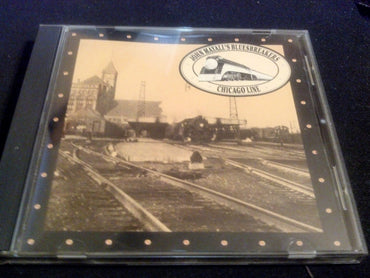 JOHN MAYALL'S BLUESBREAKERS
CHICAGO LINE